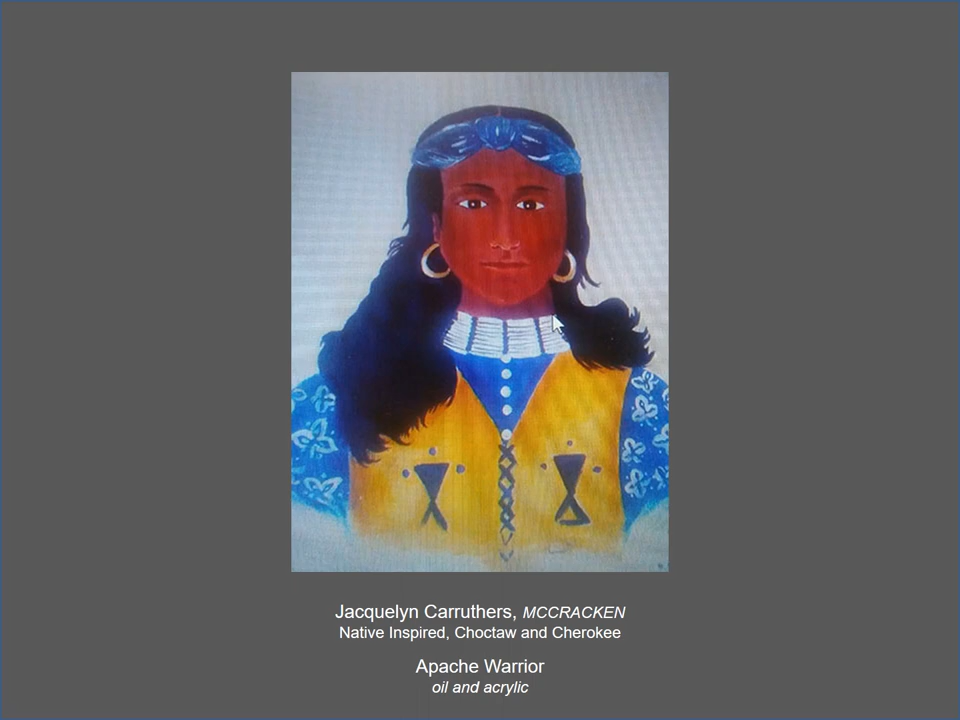 Jacquelyn Carruthers, MCCRACKEN
Native Inspired, Choctaw and Cherokee
Apache Warrior
oil and acrylic